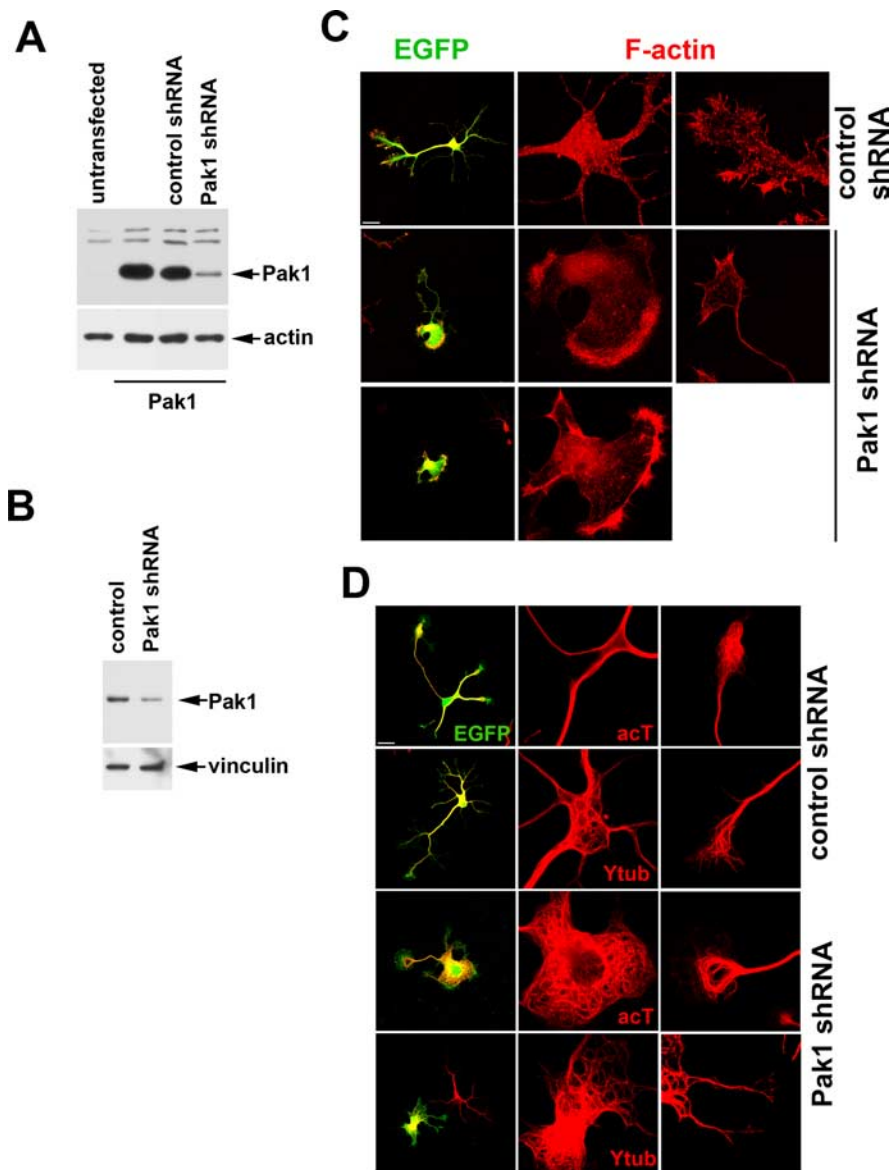 A
untransfected
control shRNA
Pak1 shRNA
Pak1
actin
Pak1
B
control
Pak1 shRNA
Pak1
vinculin
C
EGFP
F-actin
control
shRNA
Pak1 shRNA
D
EGFP
acT
Ytub
acT
Ytub
control shRNA
Pak1 shRNA